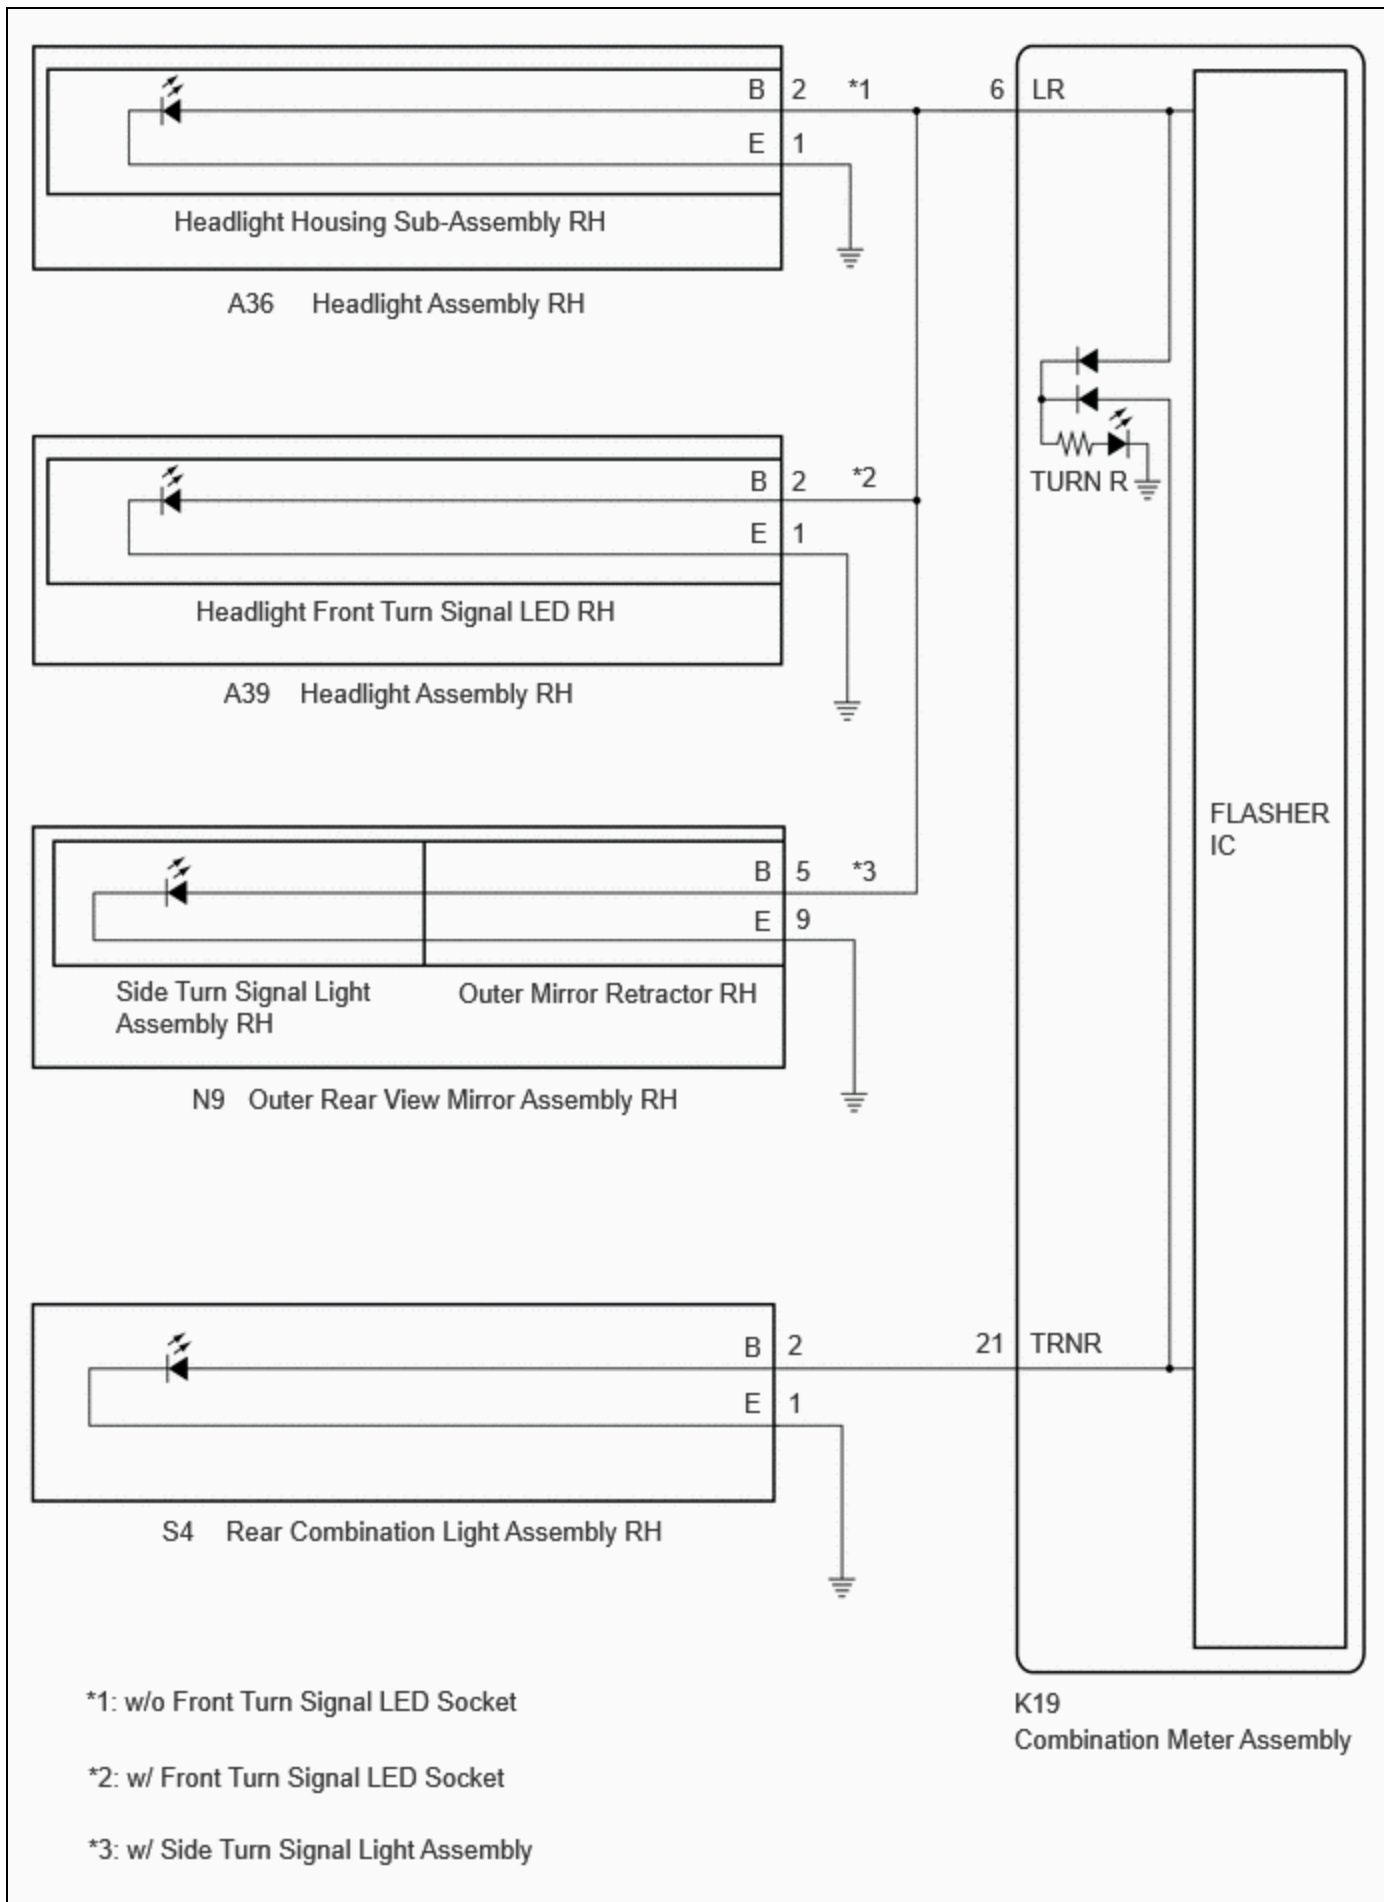 B 2 *1 6 LR
E 1
Headlight Housing Sub-Assembly RH
A36 Headlight Assembly RH
B 2 *2
E 1
TURN R
Headlight Front Turn Signal LED RH
A39 Headlight Assembly RH
FLASHER
IC
B 5 *3
E 9
Side Turn Signal Light
Assembly RH
Outer Mirror Retractor RH
N9 Outer Rear View Mirror Assembly RH
B 2 21 TRNR
E 1
S4 Rear Combination Light Assembly RH
*1: w/o Front Turn Signal LED Socket
*2: w/ Front Turn Signal LED Socket
*3: w/ Side Turn Signal Light Assembly
K19
Combination Meter Assembly